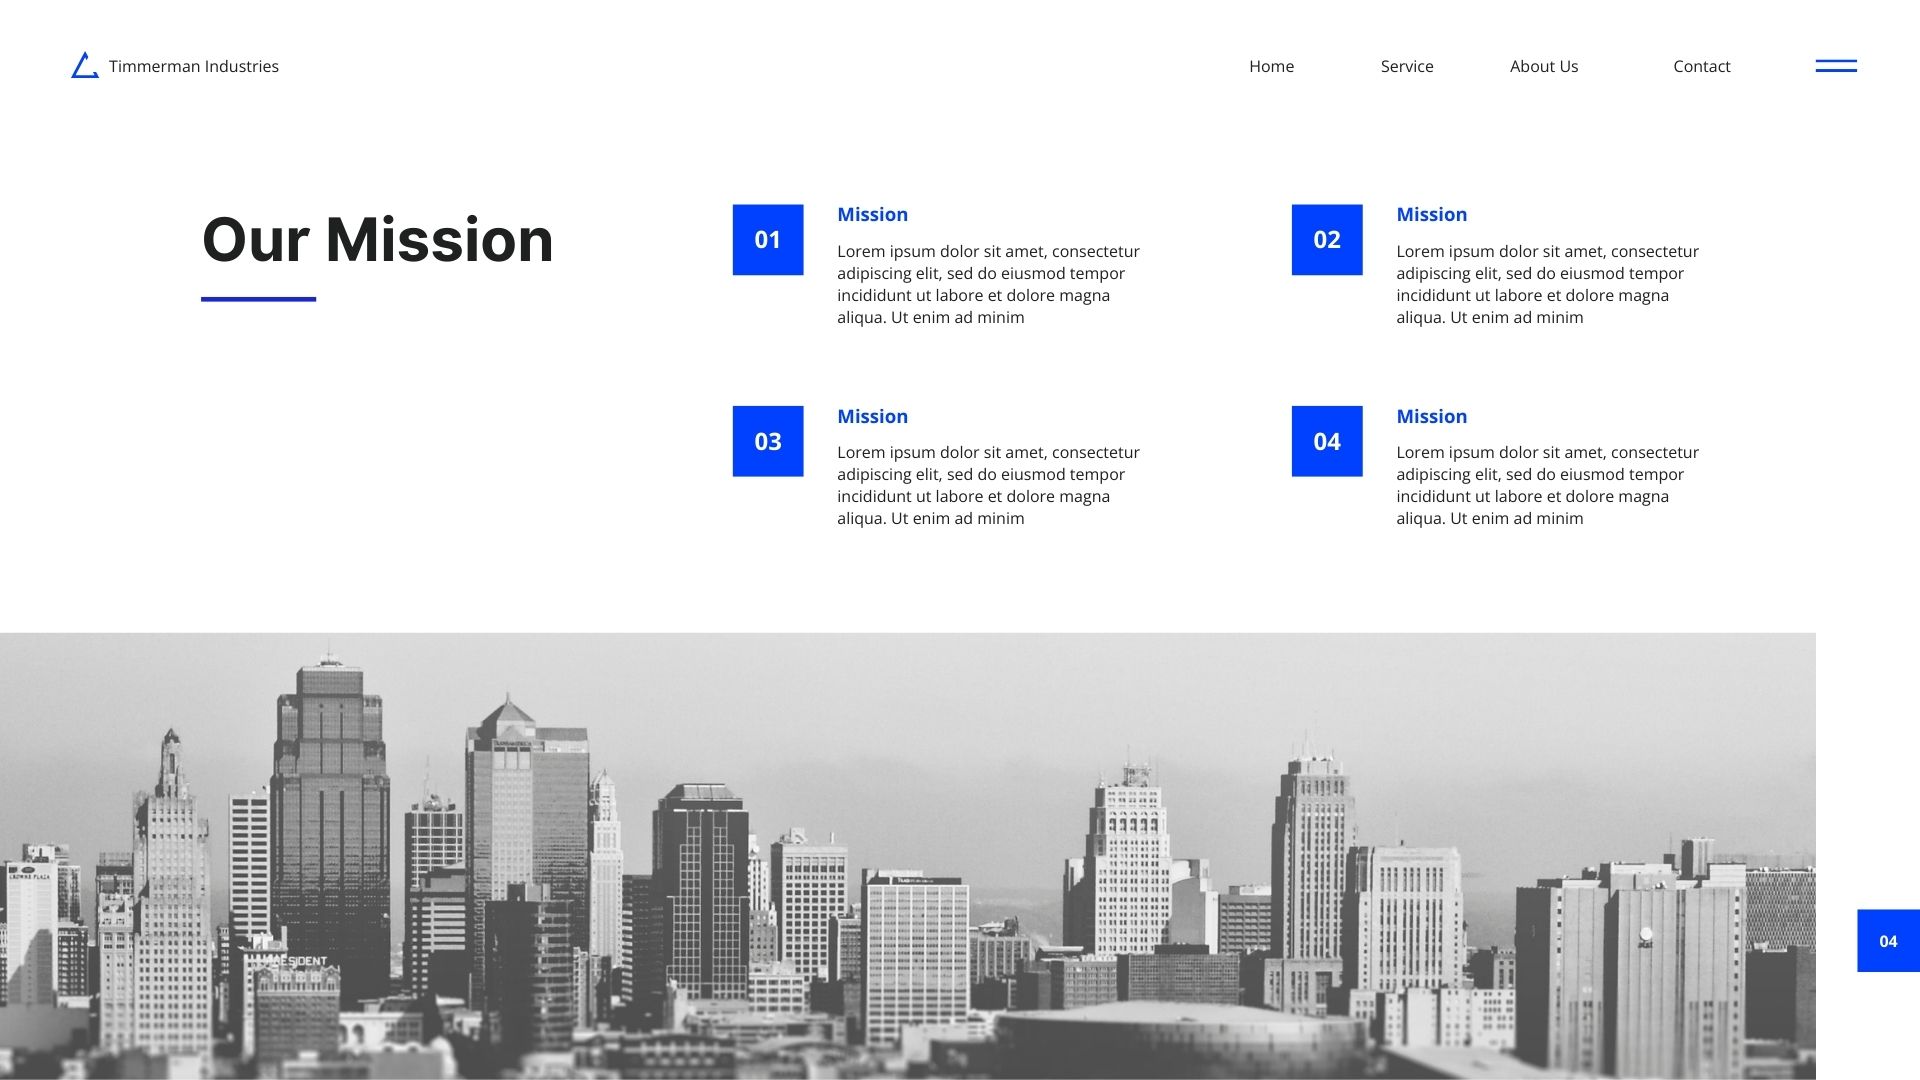 Timmerman Industries
Home
Service
About Us
Contact
Our Mission
01
Mission
Lorem ipsum dolor sit amet, consectetur
adipiscing elit, sed do eiusmod tempor
incididunt ut labore et dolore magna
aliqua. Ut enim ad minim
02
Mission
Lorem ipsum dolor sit amet, consectetur
adipiscing elit, sed do eiusmod tempor
incididunt ut labore et dolore magna
aliqua. Ut enim ad minim
03
Mission
Lorem ipsum dolor sit amet, consectetur
adipiscing elit, sed do eiusmod tempor
incididunt ut labore et dolore magna
aliqua. Ut enim ad minim
04
Mission
Lorem ipsum dolor sit amet, consectetur
adipiscing elit, sed do eiusmod tempor
incididunt ut labore et dolore magna
aliqua. Ut enim ad minim
CROWNE PLAZA
PRESIDENT
at&t
04